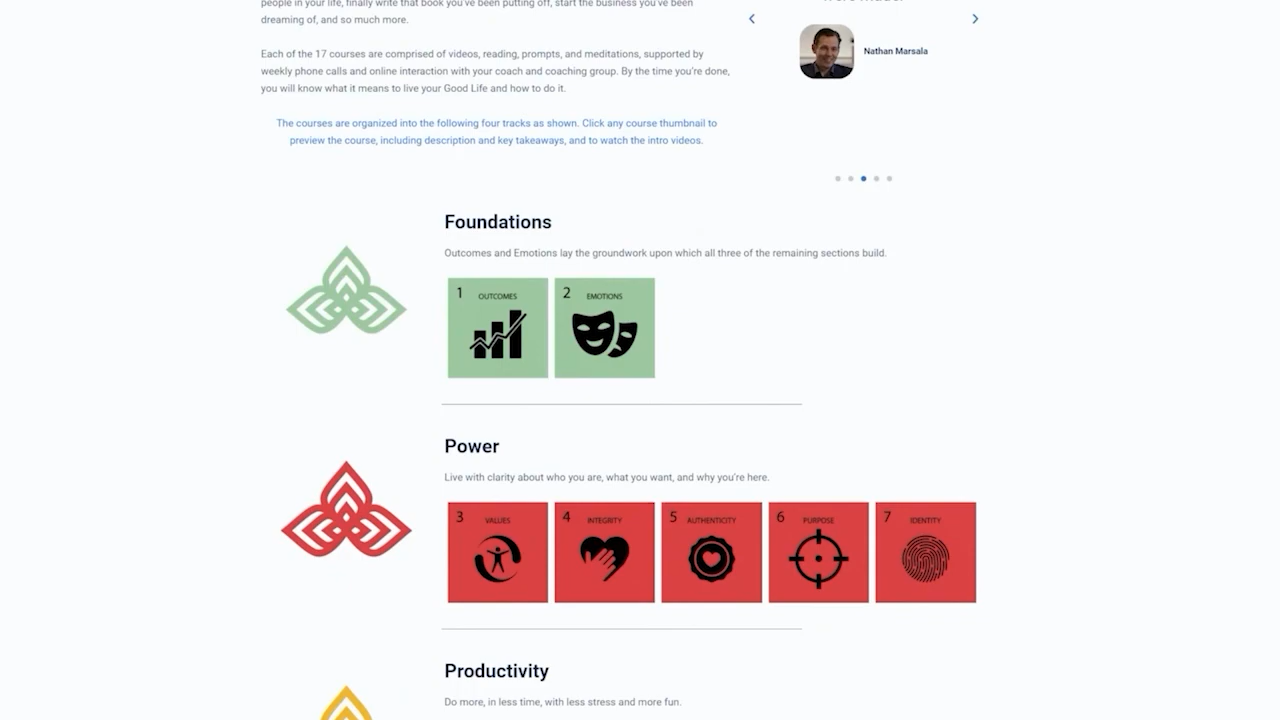 people in your life, finally write that book you've been putting off, start the business you've been
dreaming of, and so much more.
Each of the 17 courses are comprised of videos, reading, prompts, and meditations, supported by
weekly phone calls and online interaction with your coach and coaching group. By the time you're done,
you will know what it means to live your Good Life and how to do it.
The courses are organized into the following four tracks as shown. Click any course thumbnail to
preview the course, including description and key takeaways, and to watch the intro videos.
Nathan Marsala
Foundations
Outcomes and Emotions lay the groundwork upon which all three of the remaining sections build.
1 OUTCOMES
2 EMOTIONS
Power
Live with clarity about who you are, what you want, and why you're here.
3 VALUES
4 INTEGRITY
5 AUTHENTICITY
6 PURPOSE
7 IDENTITY
Productivity
Do more, in less time, with less stress and more fun.